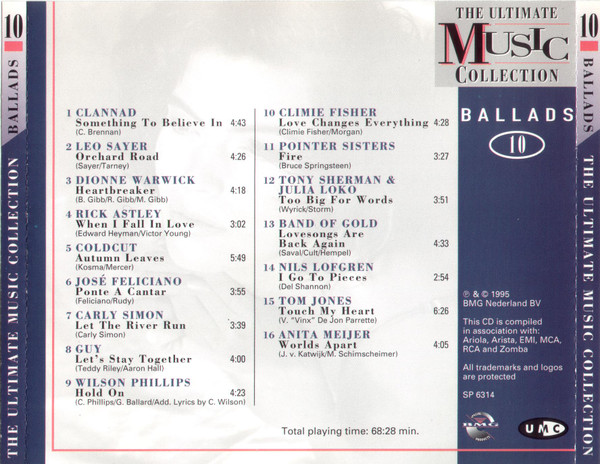 THE ULTIMATE MUSIC COLLECTION BALLADS 10
THE ULTIMATE
MUSIC
COLLECTION
BALLADS
10
1 CLANNAD
Something To Believe In 4:43
(C. Brennan)
2 LEO SAYER
Orchard Road 4:26
(Sayer/Tarney)
3 DIONNE WARWICK
Heartbreaker 4:18
(B. Gibb/R. Gibb/M. Gibb)
4 RICK ASTLEY
When I Fall In Love 3:02
(Edward Heyman/Victor Young)
5 COLDCUT
Autumn Leaves 5:49
(Kosma/Mercer)
6 JOSÉ FELICIANO
Ponte A Cantar 3:55
(Feliciano/Rudy)
7 CARLY SIMON
Let The River Run 3:39
(Carly Simon)
8 GUY
Let's Stay Together 4:00
(Teddy Riley/Aaron Hall)
9 WILSON PHILLIPS
Hold On 4:23
(C. Phillips/G. Ballard/Add. Lyrics by C. Wilson)
10 CLIMIE FISHER
Love Changes Everything 4:28
(Climie Fisher/Morgan)
11 POINTER SISTERS
Fire 3:27
(Bruce Springsteen)
12 TONY SHERMAN &
JULIA LOKO
Too Big For Words 3:51
(Wyrick/Storm)
13 BAND OF GOLD
Lovesongs Are
Back Again 4:33
(Saval/Cult/Hempel)
14 NILS LOFGREN
I Go To Pieces 2:54
(Del Shannon)
15 TOM JONES
Touch My Heart 6:26
(V. "Vinx" De Jon Parrette)
16 ANITA MEIJER
Worlds Apart 4:05
(J. v. Katwijk/M. Schimscheimer)
Total playing time: 68:28 min.
℗ & © 1995
BMG Nederland BV
This CD is compiled
in association with:
Ariola, Arista, EMI, MCA,
RCA and Zomba
All trademarks and logos
are protected
SP 6314
BMG
UMC
10 BALLADS THE ULTIMATE MUSIC COLLECTION